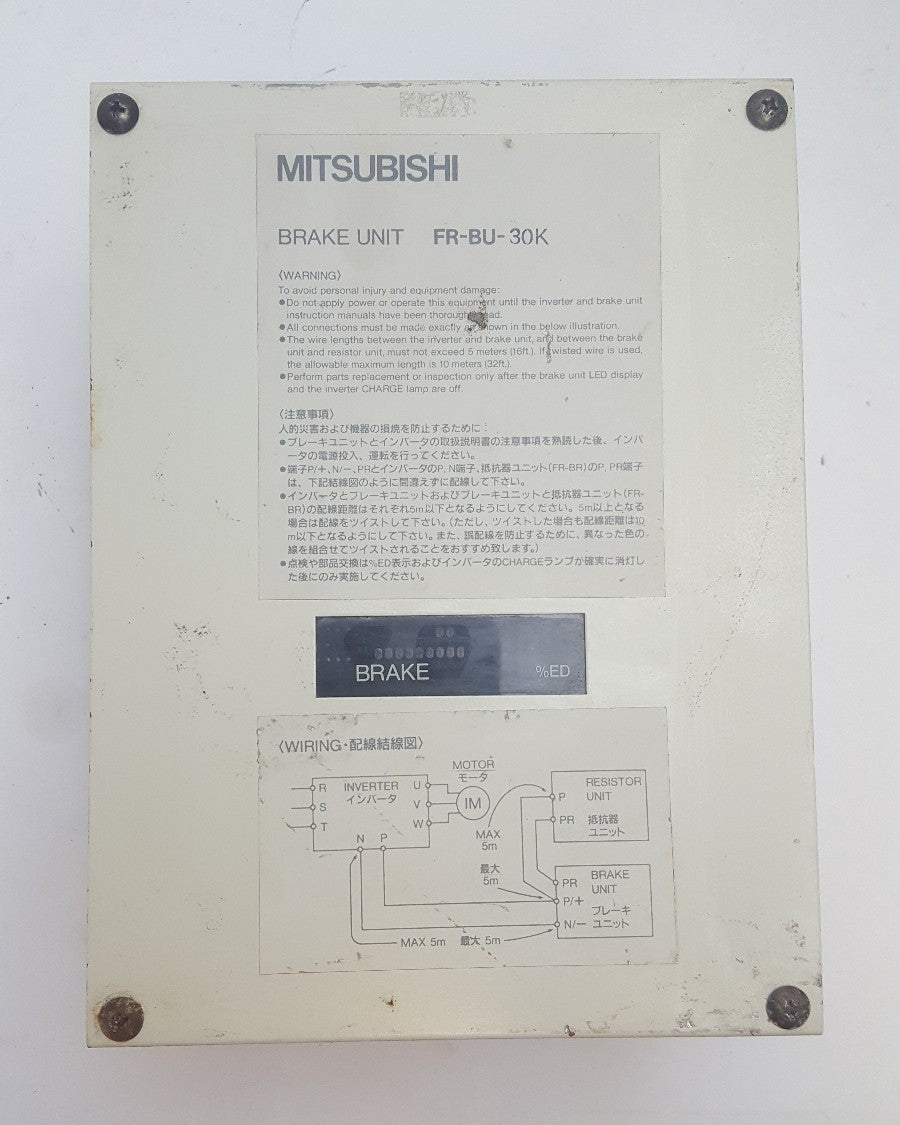 MITSUBISHI
BRAKE UNIT FR-BU-30K
〈WARNING〉
To avoid personal injury and equipment damage:
●Do not apply power or operate this equipment until the inverter and brake unit
instruction manuals have been
●All connections must be made exactly shown in the below illustration.
●The wire lengths between the inverter and brake unit, and between the brake
unit and resistor unit, must not exceed 5 meters (16ft.). If twisted wire is used,
the allowable maximum length is 10 meters (32ft.).
●Perform parts replacement or inspection only after the brake unit LED display
and the inverter CHARGE lamp are off.
〈注意事項〉
人的災害および機器の損焼を防止するために:
●ブレーキユニットとインバータの取扱説明書の注意事項を熟読した後、インバ
ータの電源投入、運転を行ってください。
●端子P/+、N/−、PRとインバータのP、N端子、抵抗器ユニット(FR-BR)のP、PR端子
は、下記結線図のように間違えずに配線して下さい。
●インバータとブレーキユニットおよびブレーキユニットと抵抗器ユニット(FR-
BR)の配線距離はそれぞれ5m以下となるようにしてください。5m以上となる
場合は配線をツイストして下さい。(ただし、ツイストした場合も配線距離は10
m以下となるようにして下さい。また、誤配線を防止するために、異なった色の
線を組合せてツイストされることをおすすめ致します。)
●点検や部品交換は%ED表示およびインバータのCHARGEランプが確実に消灯し
た後にのみ実施してください。
BRAKE %ED
〈WIRING・配線結線図〉
MOTOR
モータ
R INVERTER U
インバータ
S V IM
T W
N P
RESISTOR
P UNIT
PR 抵抗器
ユニット
MAX
5m
最大
5m
BRAKE
PR UNIT
P/+ ブレーキ
N/− ユニット
MAX 5m 最大 5m